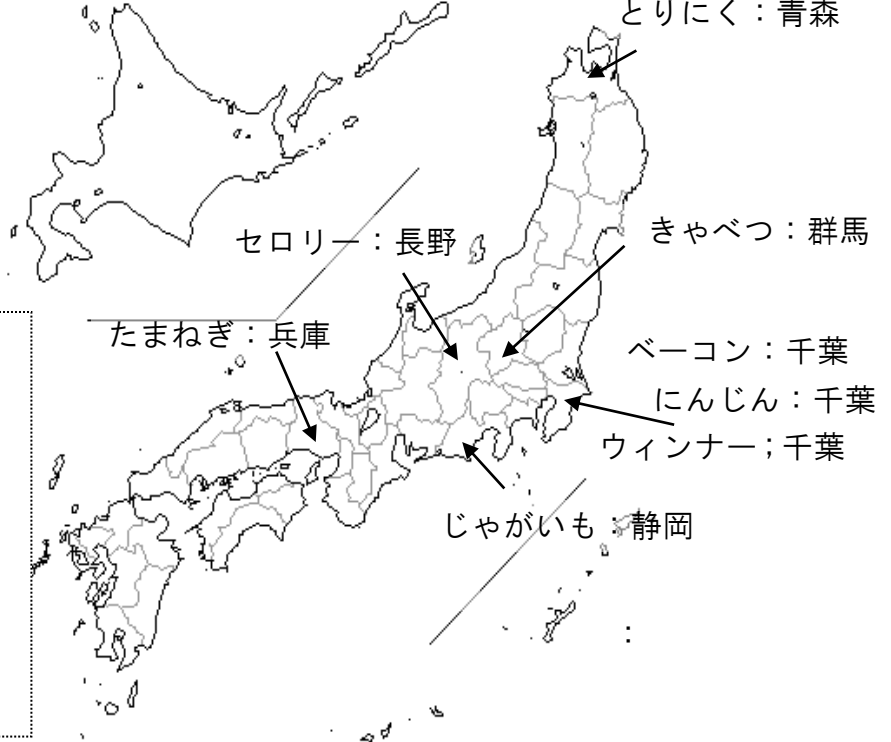 とりにく：青森
セロリー：長野
きゃべつ：群馬
たまねぎ：兵庫
ベーコン：千葉
にんじん：千葉
ウィンナー；千葉
じゃがいも：静岡
：